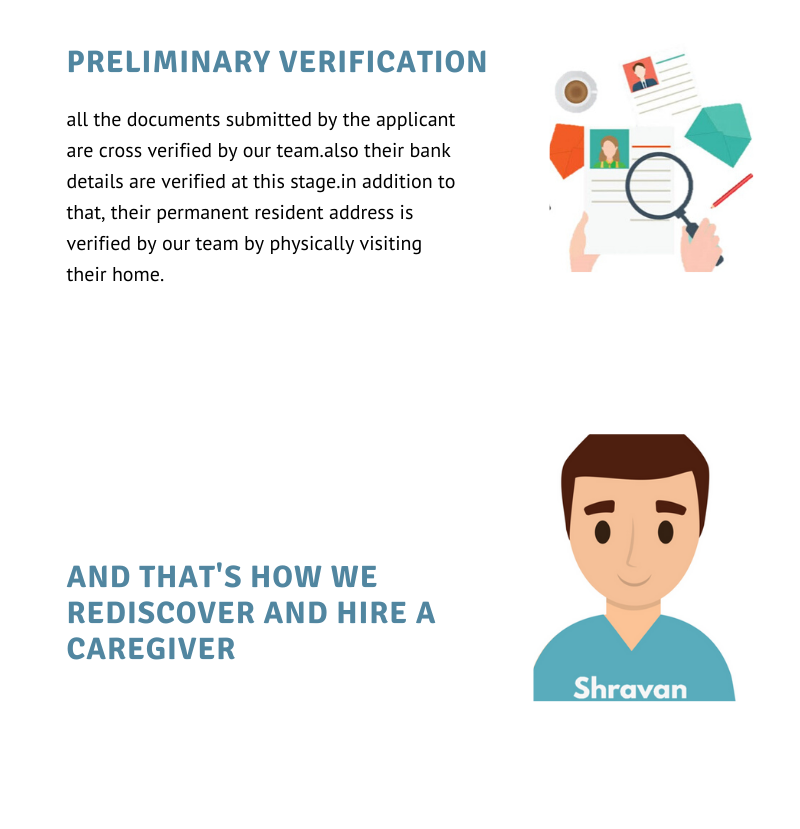 PRELIMINARY VERIFICATION
all the documents submitted by the applicant
are cross verified by our team.also their bank
details are verified at this stage.in addition to
that, their permanent resident address is
verified by our team by physically visiting
their home.
AND THAT'S HOW WE
REDISCOVER AND HIRE A
CAREGIVER
Shravan